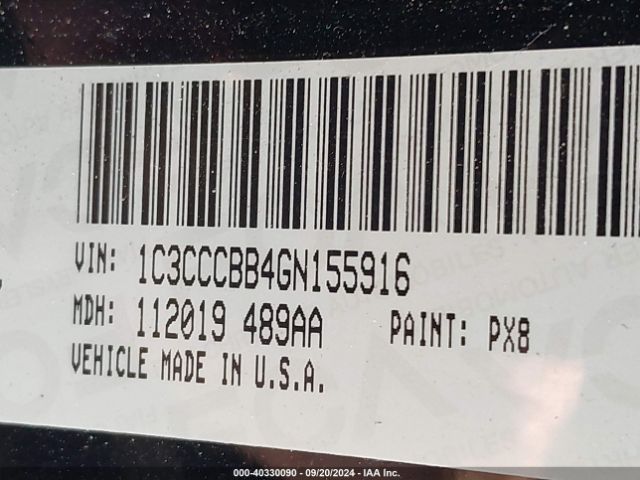 VIN: 1C3CCCBB4GN155916
MDH: 112019 489AA PAINT: PX8
VEHICLE MADE IN U.S.A.
000-40330090 - 09/20/2024 - IAA Inc.